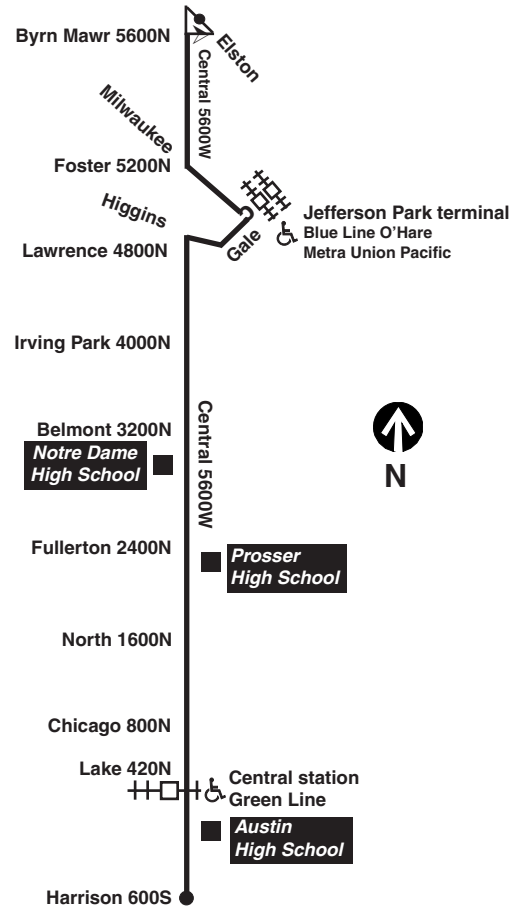 Byrn Mawr 5600N
Elston
Central 5600W
Milwaukee
Foster 5200N
Higgins
Jefferson Park terminal
Blue Line O'Hare
Metra Union Pacific
Gale
Lawrence 4800N
Irving Park 4000N
Central 5600W
Belmont 3200N
Notre Dame
High School
N
Fullerton 2400N
Prosser
High School
North 1600N
Chicago 800N
Lake 420N
Central station
Green Line
Austin
High School
Harrison 600S